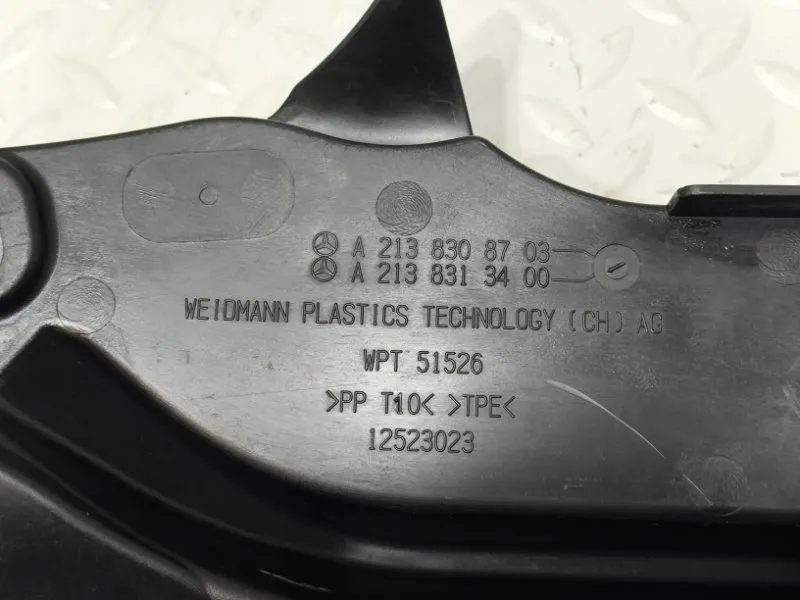 A 213 830 87 03
A 213 831 34 00
WEIDMANN PLASTICS TECHNOLOGY (CH) AG
WPT 51526
>PP T10< >TPE<
12523023